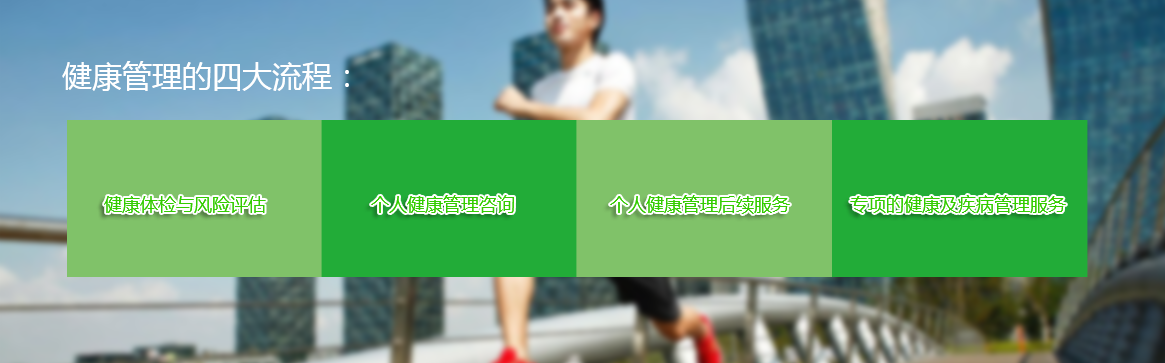 健康管理的四大流程：
健康体检与风险评估
个人健康管理咨询
个人健康管理后续服务
专项的健康及疾病管理服务